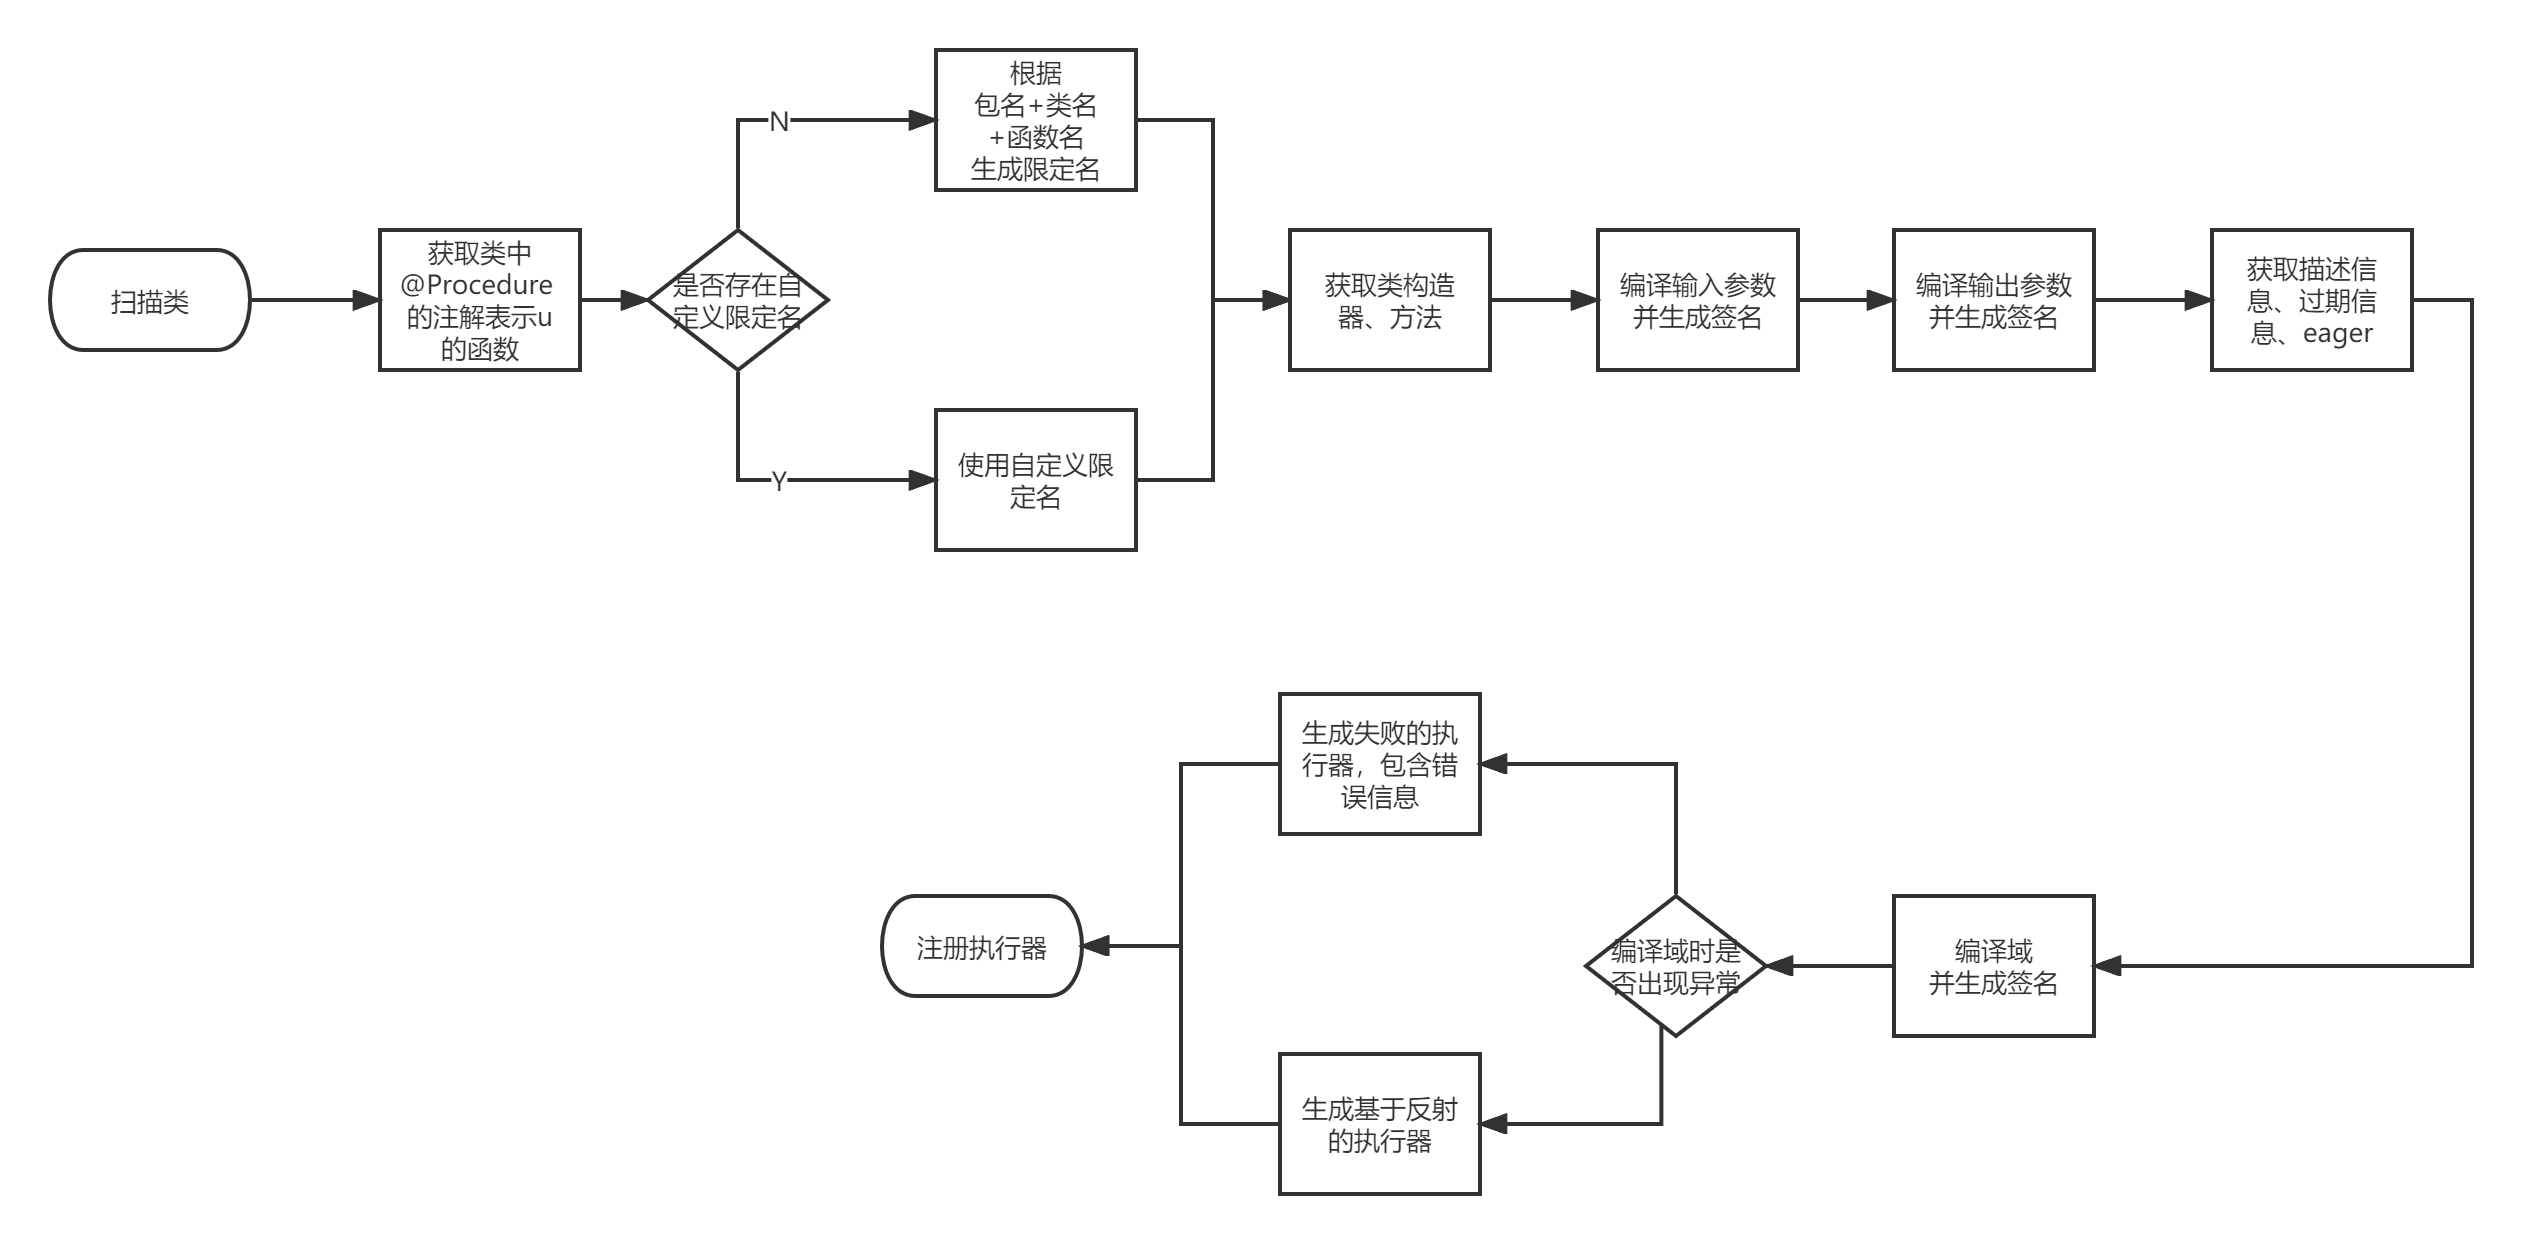 扫描类
获取类中
@Procedure
的注解表示u
的函数
是否存在自
定义限定名
N
根据
包名+类名
+函数名
生成限定名
Y
使用自定义限
定名
获取类构造
器、方法
编译输入参数
并生成签名
编译输出参数
并生成签名
获取描述信
息、过期信
息、eager
编译域
并生成签名
编译域时是
否出现异常
生成失败的执
行器，包含错
误信息
生成基于反射
的执行器
注册执行器